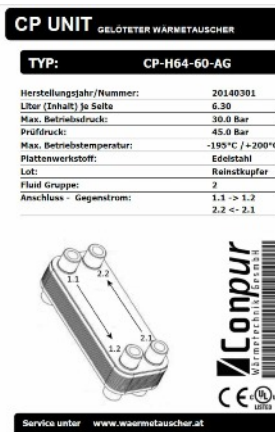 CP UNIT GELÖTETER WÄRMETAUSCHER
TYP: CP-H64-60-AG
Herstellungsjahr/Nummer: 20140301
Liter (Inhalt) je Seite 6.30
Max. Betriebsdruck: 30.0 Bar
Prüfdruck: 45.0 Bar
Max. Betriebstemperatur: -195°C /+200°C
Plattenwerkstoff: Edelstahl
Lot: Reinstkupfer
Fluid Gruppe: 2
Anschluss - Gegenstrom: 1.1 -> 1.2
2.2 <- 2.1
1.1
2.2
1.2
2.1
Conpur
Wärmetechnik GesmbH
CE
UL
LISTED
Service unter www.waermetauscher.at